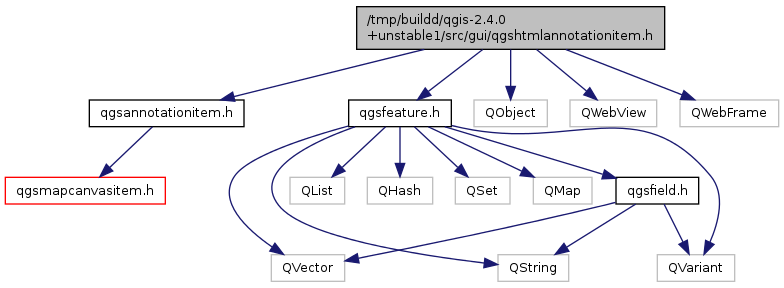 /tmp/buildd/qgis-2.4.0
+unstable1/src/gui/qgshtmlannotationitem.h
qgsannotationitem.h
qgsfeature.h
QObject
QWebView
QWebFrame
qgsmapcanvasitem.h
QList
QHash
QSet
QMap
qgsfield.h
QVector
QString
QVariant